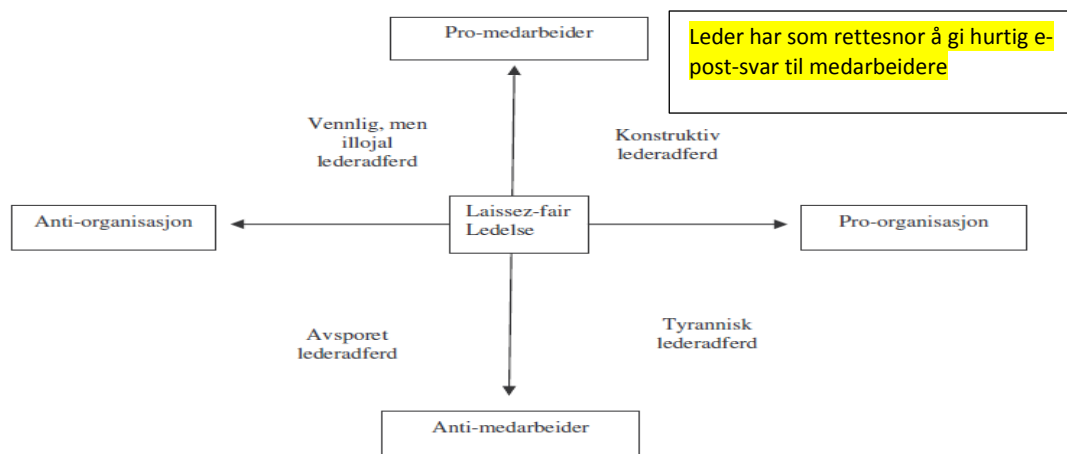 Pro-medarbeider
Leder har som rettesnor å gi hurtig e-
post-svar til medarbeidere
Vennlig, men
illojal
lederadferd
Konstruktiv
lederadferd
Anti-organisasjon
Laissez-fair
Ledelse
Pro-organisasjon
Avsporet
lederadferd
Tyrannisk
lederadferd
Anti-medarbeider